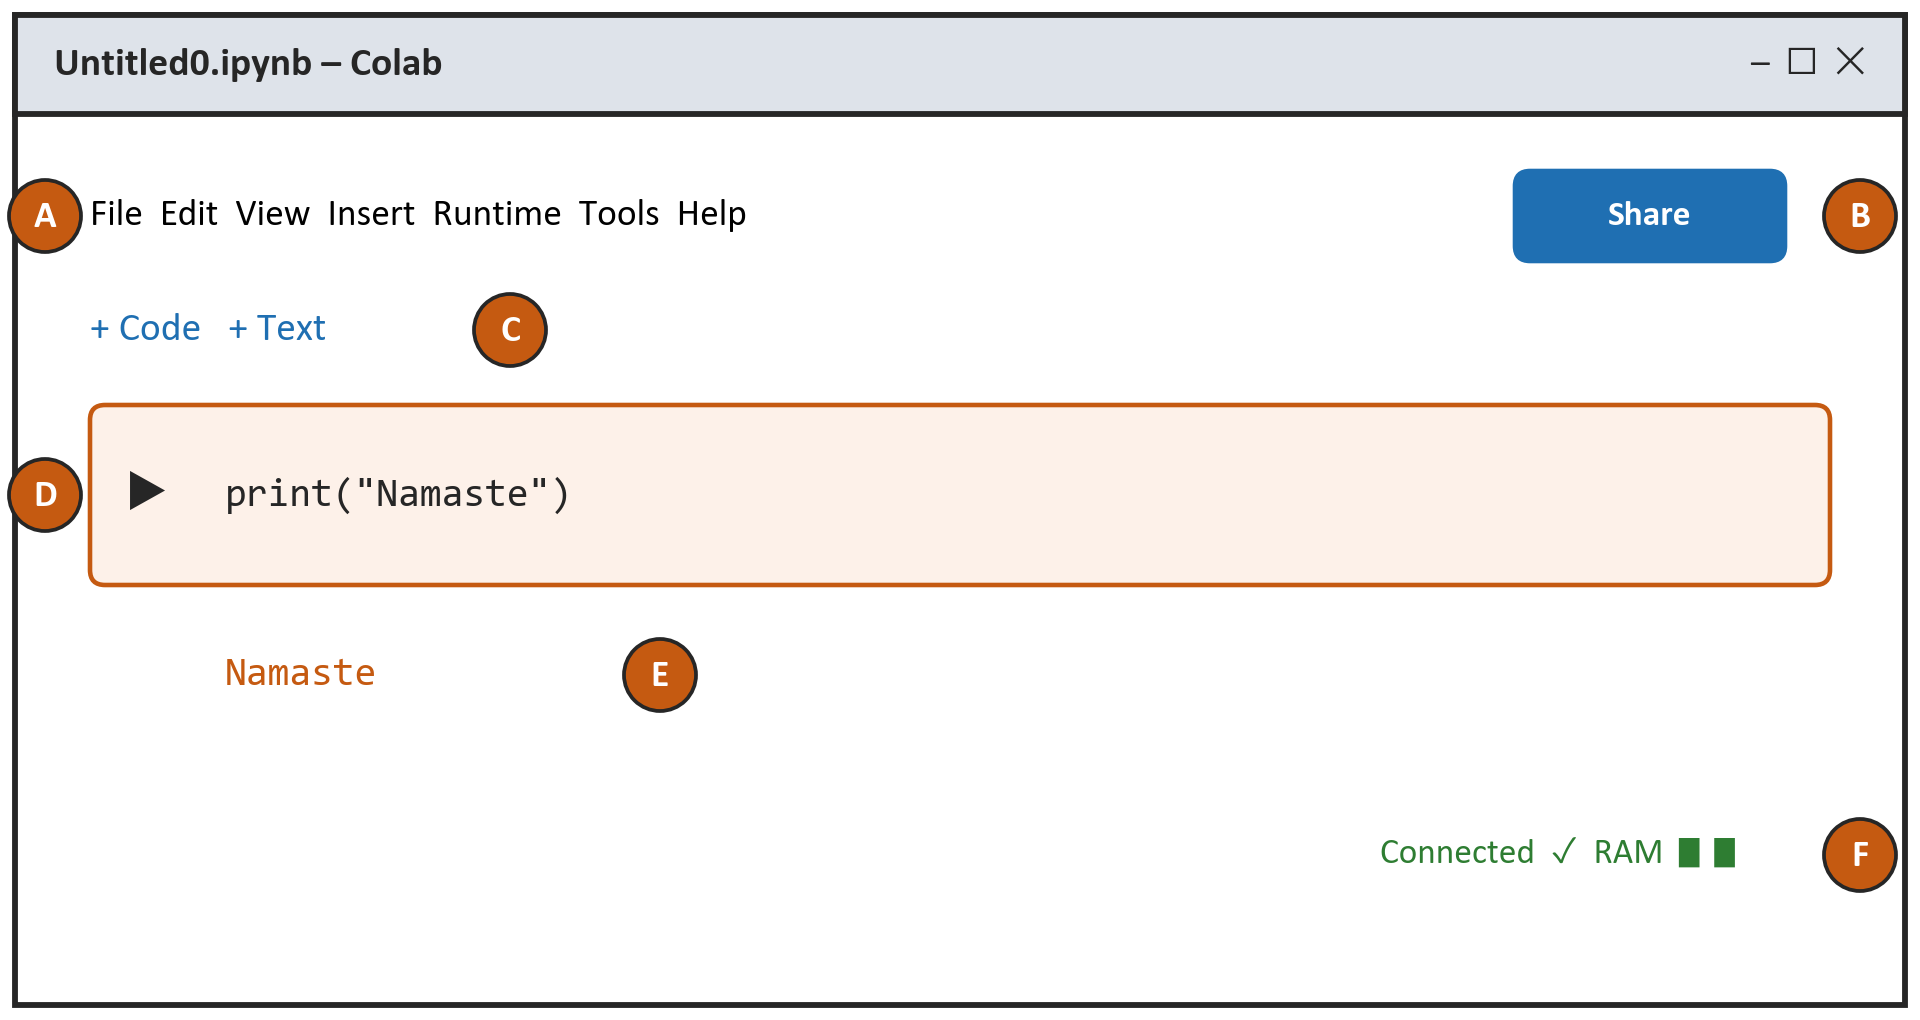 Untitled0.ipynb – Colab
A File Edit View Insert Runtime Tools Help Share B
+ Code + Text C
D print("Namaste")
Namaste E
Connected ✓ RAM F